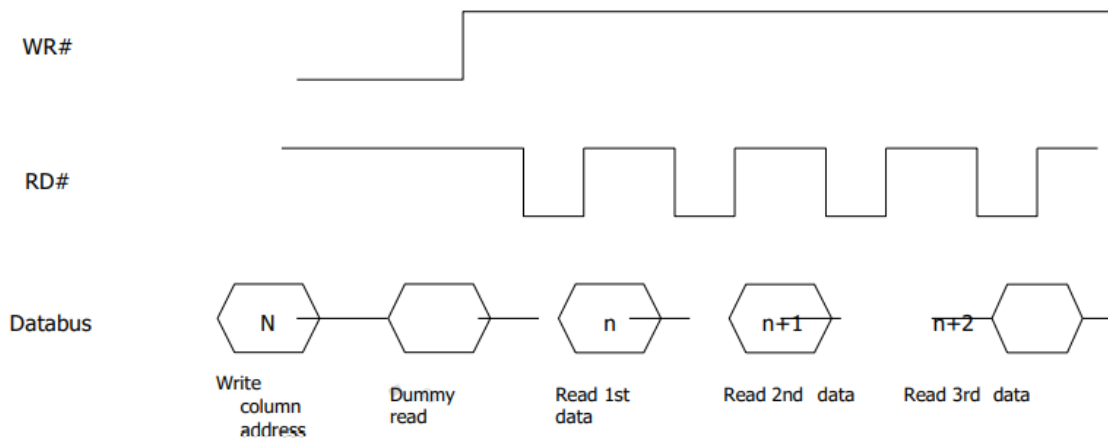 WR#
RD#
Databus
N
n
n+1
n+2
Write
column
address
Dummy
read
Read 1st
data
Read 2nd data
Read 3rd data